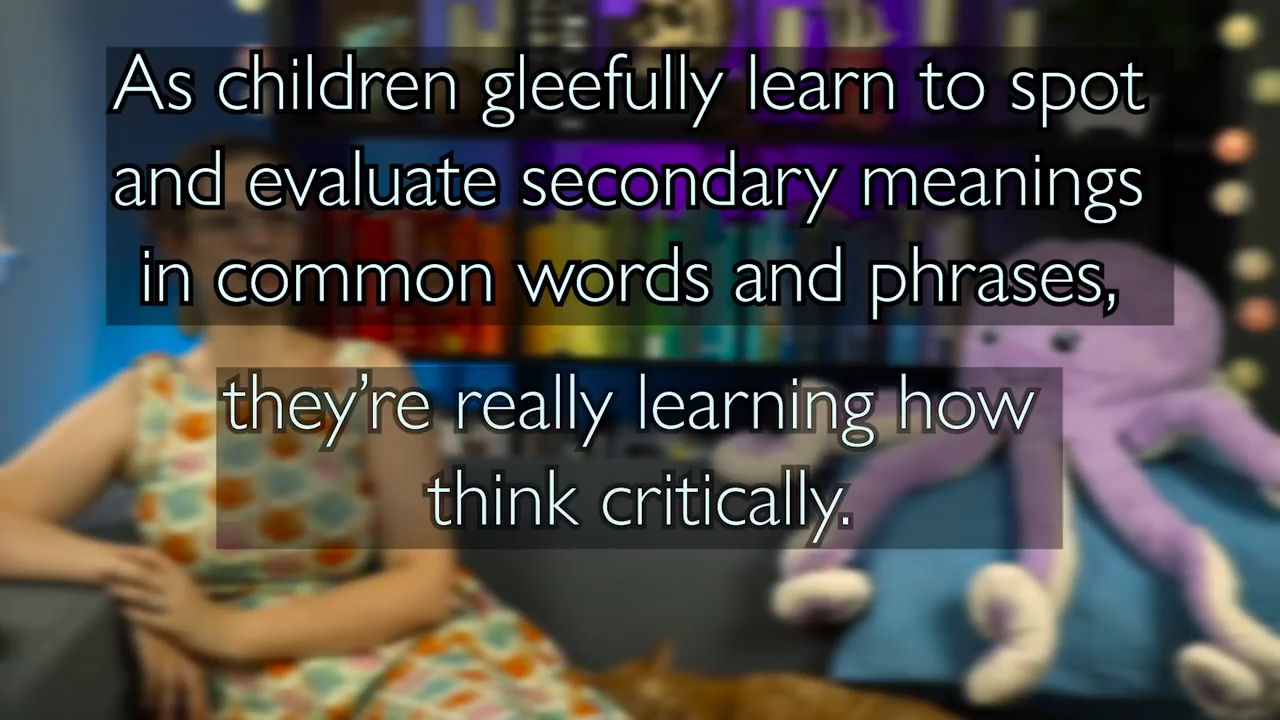 As children gleefully learn to spot
and evaluate secondary meanings
in common words and phrases,
they're really learning how
think critically.